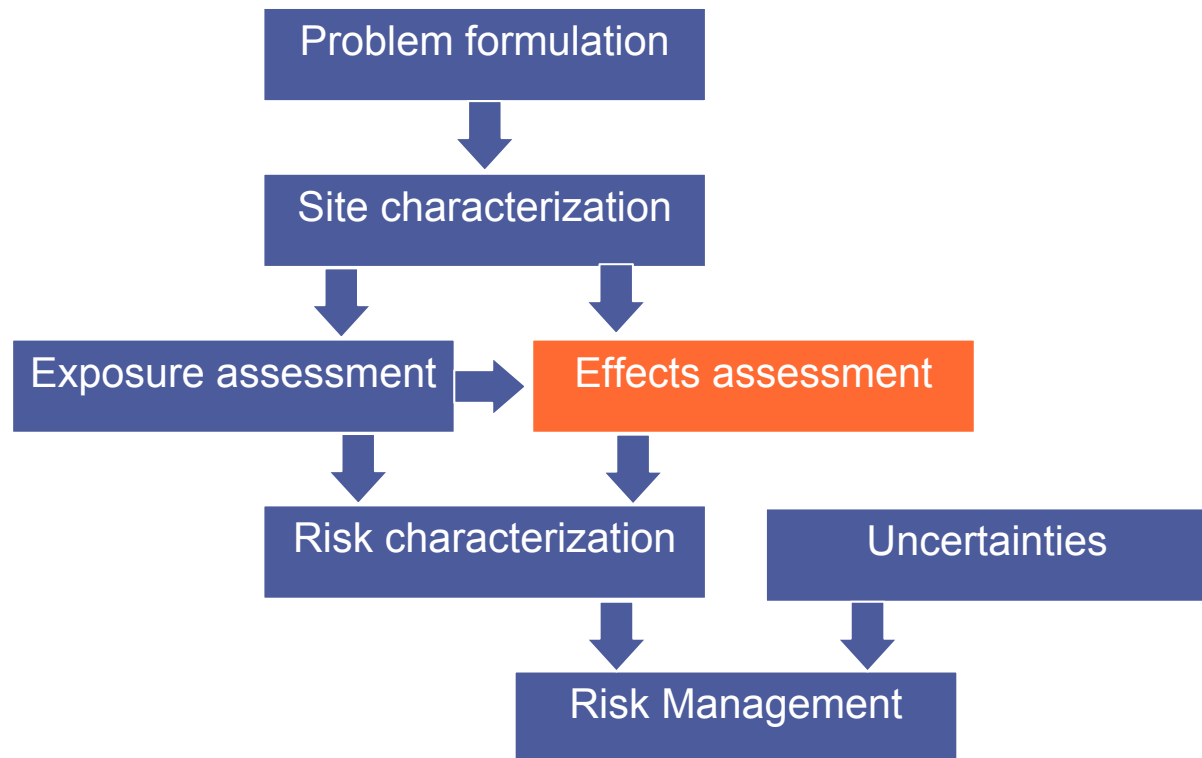 Problem formulation
Site characterization
Exposure assessment
Effects assessment
Risk characterization
Uncertainties
Risk Management